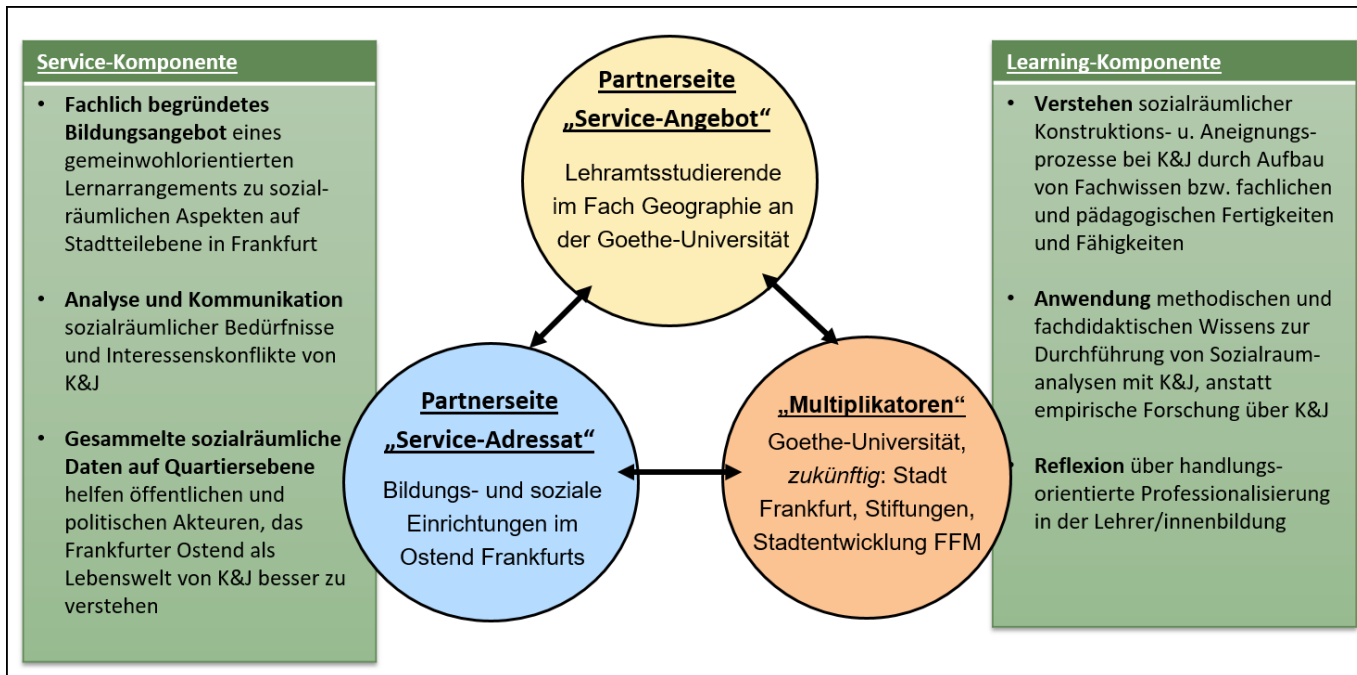 Service-Komponente
• Fachlich begründetes
Bildungsangebot eines
gemeinwohlorientierten
Lernarrangements zu sozial-
räumlichen Aspekten auf
Stadtteilebene in Frankfurt
• Analyse und Kommunikation
sozialräumlicher Bedürfnisse
und Interessenskonflikte von
K&J
• Gesammelte sozialräumliche
Daten auf Quartiersebene
helfen öffentlichen und
politischen Akteuren, das
Frankfurter Ostend als
Lebenswelt von K&J besser zu
verstehen
Partnerseite
„Service-Angebot“
Lehramtsstudierende
im Fach Geographie an
der Goethe-Universität
Partnerseite
„Service-Adressat“
Bildungs- und soziale
Einrichtungen im
Ostend Frankfurts
„Multiplikatoren“
Goethe-Universität,
zukünftig: Stadt
Frankfurt, Stiftungen,
Stadtentwicklung FFM
Learning-Komponente
• Verstehen sozialräumlicher
Konstruktions- u. Aneignungs-
prozesse bei K&J durch Aufbau
von Fachwissen bzw. fachlichen
und pädagogischen Fertigkeiten
und Fähigkeiten
• Anwendung methodischen und
fachdidaktischen Wissens zur
Durchführung von Sozialraum-
analysen mit K&J, anstatt
empirische Forschung über K&J
• Reflexion über handlungs-
orientierte Professionalisierung
in der Lehrer/innenbildung